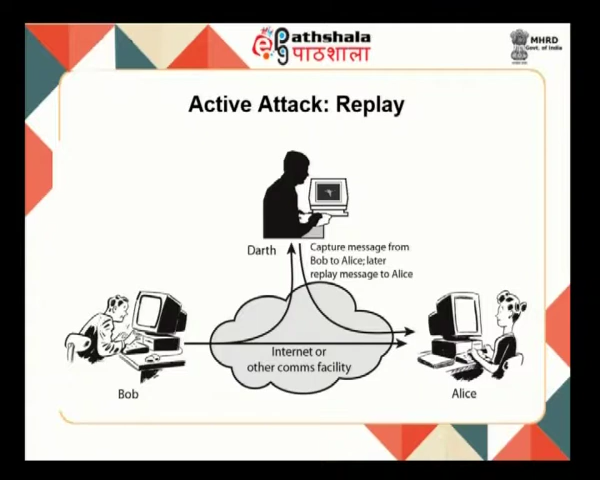 Pathshala
पाठशाला
MHRD
Govt. of India
Active Attack: Replay
Darth
Capture message from
Bob to Alice; later
replay message to Alice
Internet or
other comms facility
Bob
Alice